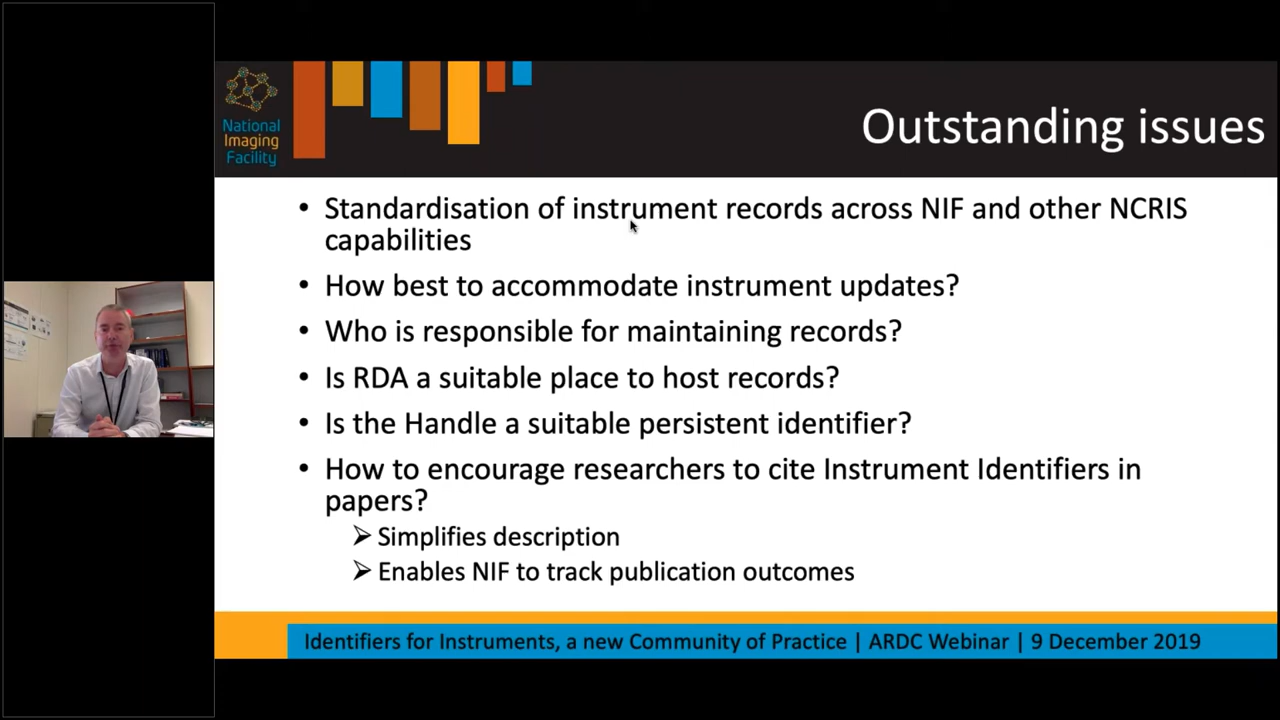 National
Imaging
Facility
Outstanding issues
• Standardisation of instrument records across NIF and other NCRIS
capabilities
• How best to accommodate instrument updates?
• Who is responsible for maintaining records?
• Is RDA a suitable place to host records?
• Is the Handle a suitable persistent identifier?
• How to encourage researchers to cite Instrument Identifiers in
papers?
➢ Simplifies description
➢ Enables NIF to track publication outcomes
Identifiers for Instruments, a new Community of Practice | ARDC Webinar | 9 December 2019